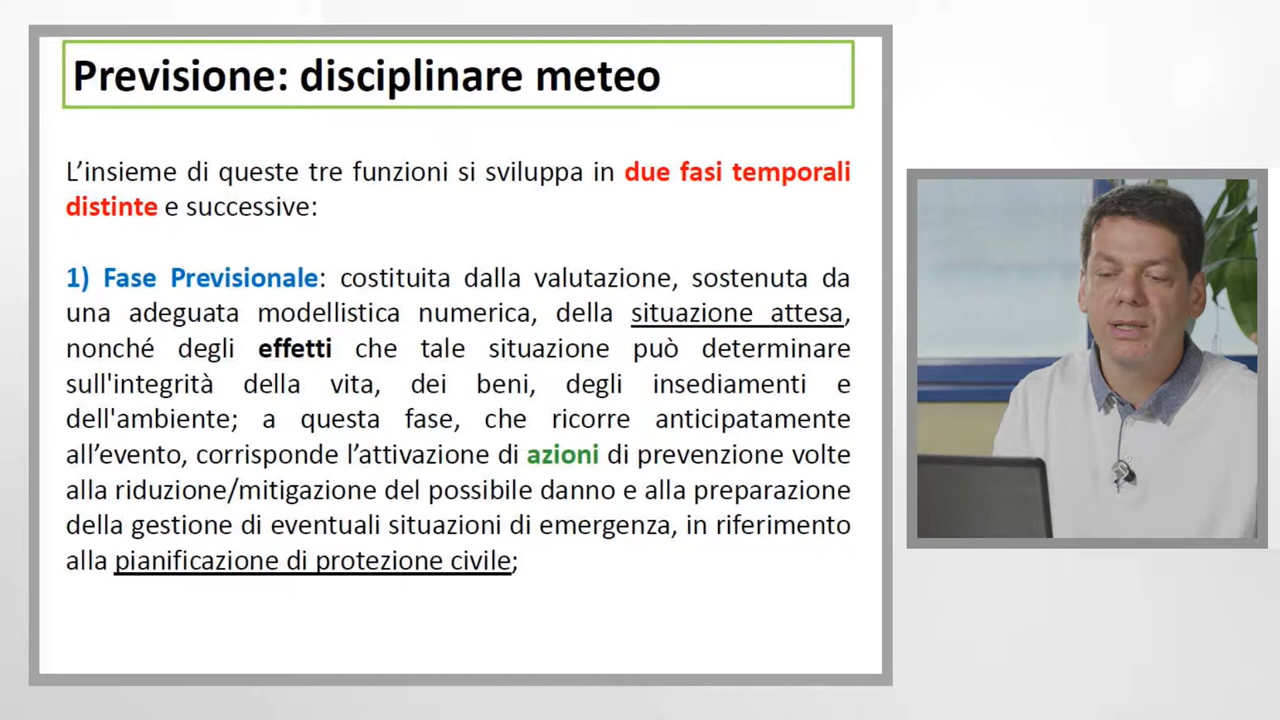 Previsione: disciplinare meteo
L’insieme di queste tre funzioni si sviluppa in due fasi temporali
distinte e successive:
1) Fase Previsionale: costituita dalla valutazione, sostenuta da
una adeguata modellistica numerica, della situazione attesa,
nonché degli effetti che tale situazione può determinare
sull'integrità della vita, dei beni, degli insediamenti e
dell'ambiente; a questa fase, che ricorre anticipatamente
all’evento, corrisponde l’attivazione di azioni di prevenzione volte
alla riduzione/mitigazione del possibile danno e alla preparazione
della gestione di eventuali situazioni di emergenza, in riferimento
alla pianificazione di protezione civile;